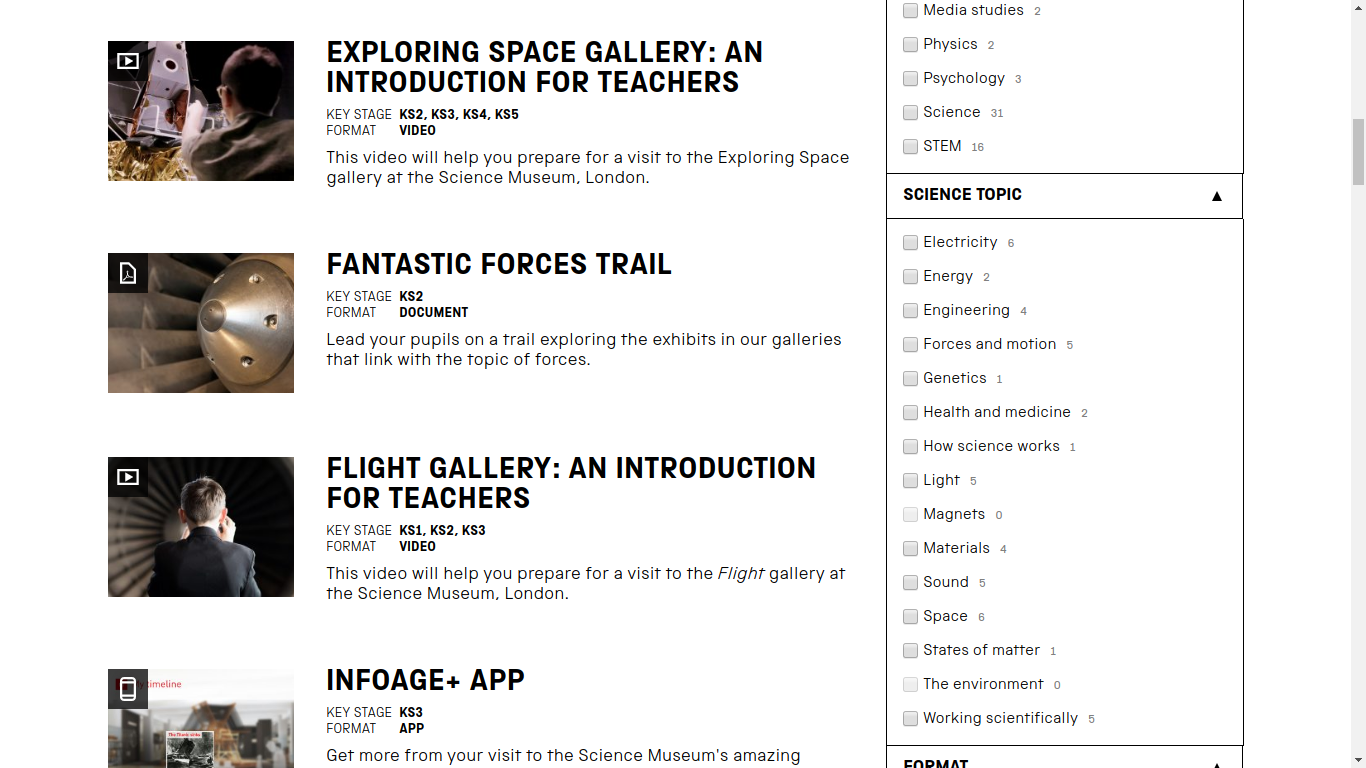 EXPLORING SPACE GALLERY: AN
INTRODUCTION FOR TEACHERS
KEY STAGE KS2, KS3, KS4, KS5
FORMAT VIDEO
This video will help you prepare for a visit to the Exploring Space
gallery at the Science Museum, London.
FANTASTIC FORCES TRAIL
KEY STAGE KS2
FORMAT DOCUMENT
Lead your pupils on a trail exploring the exhibits in our galleries
that link with the topic of forces.
FLIGHT GALLERY: AN INTRODUCTION
FOR TEACHERS
KEY STAGE KS1, KS2, KS3
FORMAT VIDEO
This video will help you prepare for a visit to the Flight gallery at
the Science Museum, London.
timeline
INFOAGE+ APP
KEY STAGE KS3
FORMAT APP
Get more from your visit to the Science Museum's amazing
Media studies 2
Physics 2
Psychology 3
Science 31
STEM 16
SCIENCE TOPIC ▲
Electricity 6
Energy 2
Engineering 4
Forces and motion 5
Genetics 1
Health and medicine 2
How science works 1
Light 5
Magnets 0
Materials 4
Sound 5
Space 6
States of matter 1
The environment 0
Working scientifically 5
FORMAT ▲